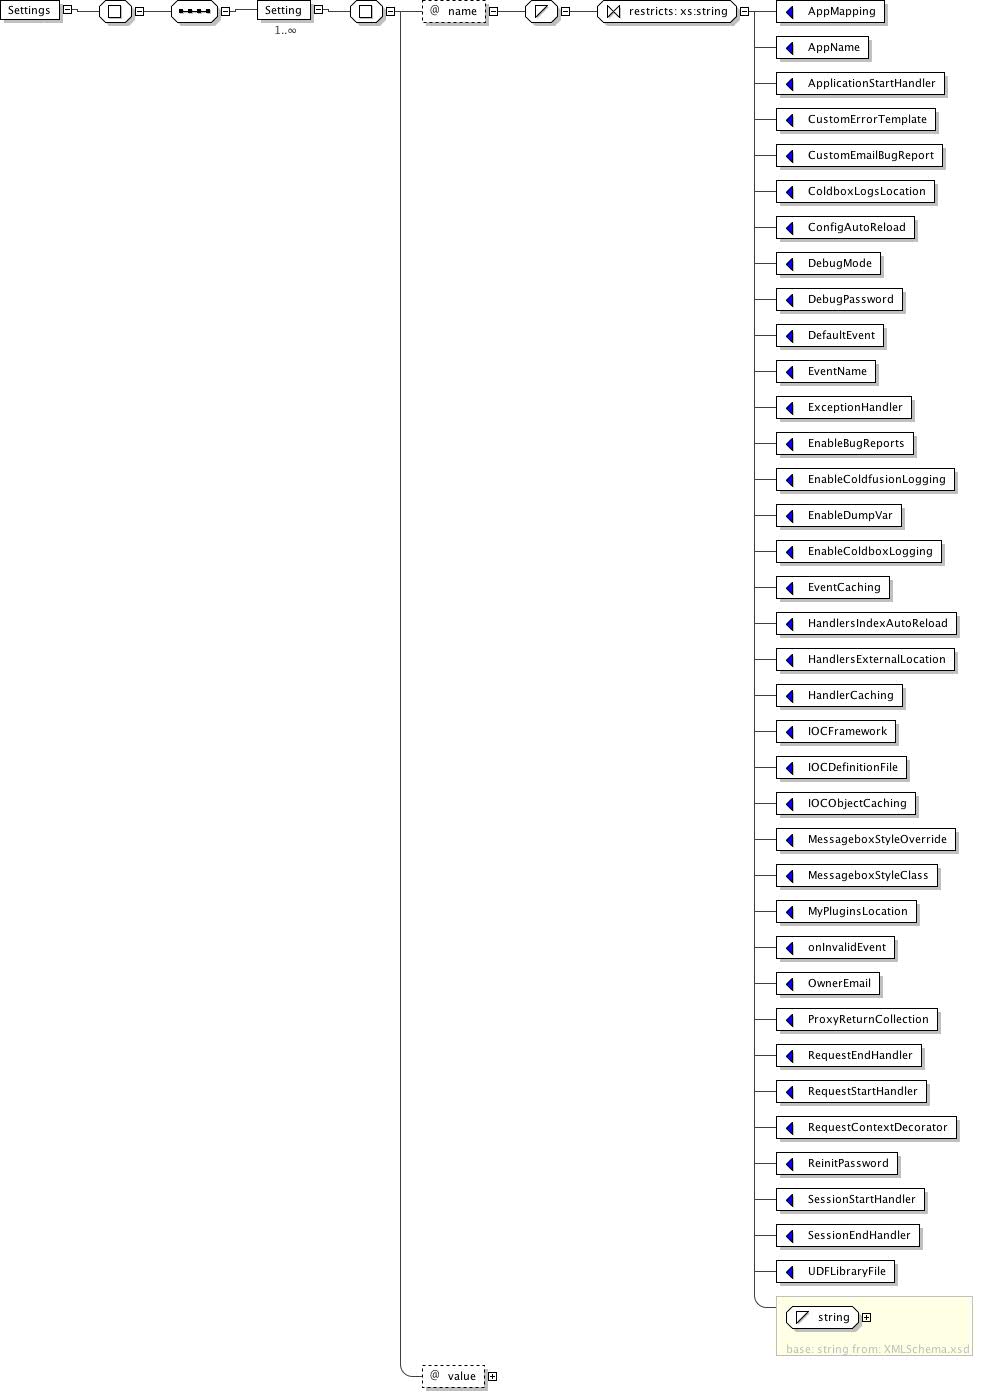 Settings
Setting
1..∞
@ name
restricts: xs:string
AppMapping
AppName
ApplicationStartHandler
CustomErrorTemplate
CustomEmailBugReport
ColdboxLogsLocation
ConfigAutoReload
DebugMode
DebugPassword
DefaultEvent
EventName
ExceptionHandler
EnableBugReports
EnableColdfusionLogging
EnableDumpVar
EnableColdboxLogging
EventCaching
HandlersIndexAutoReload
HandlersExternalLocation
HandlerCaching
IOCFramework
IOCDefinitionFile
IOCObjectCaching
MessageboxStyleOverride
MessageboxStyleClass
MyPluginsLocation
onInvalidEvent
OwnerEmail
ProxyReturnCollection
RequestEndHandler
RequestStartHandler
RequestContextDecorator
ReinitPassword
SessionStartHandler
SessionEndHandler
UDFLibraryFile
string
base: string from: XMLSchema.xsd
@ value